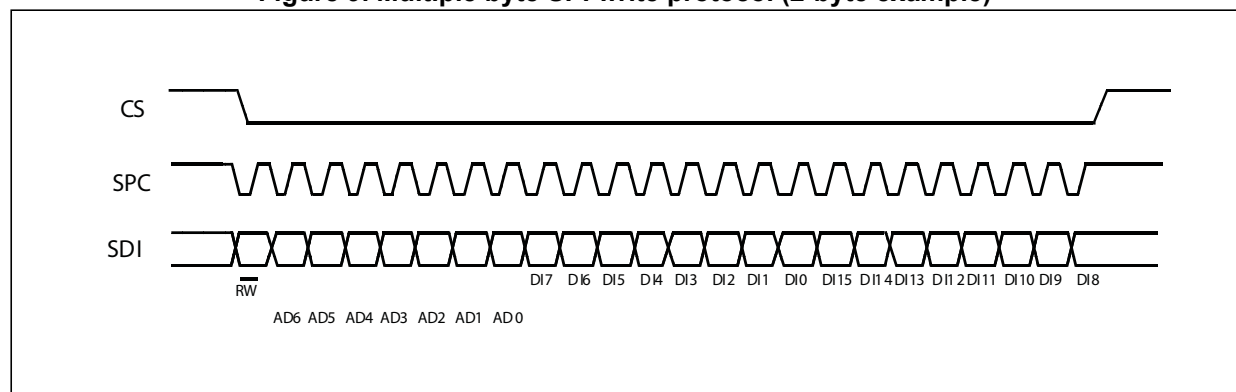 Figure 9. Multiple byte SPI write protocol (2-byte example)
CS
SPC
SDI
RW
DI7 DI6 DI5 DI4 DI3 DI2 DI1 DI0 DI15 DI14 DI13 DI12 DI11 DI10 DI9 DI8
AD6 AD5 AD4 AD3 AD2 AD1 AD0